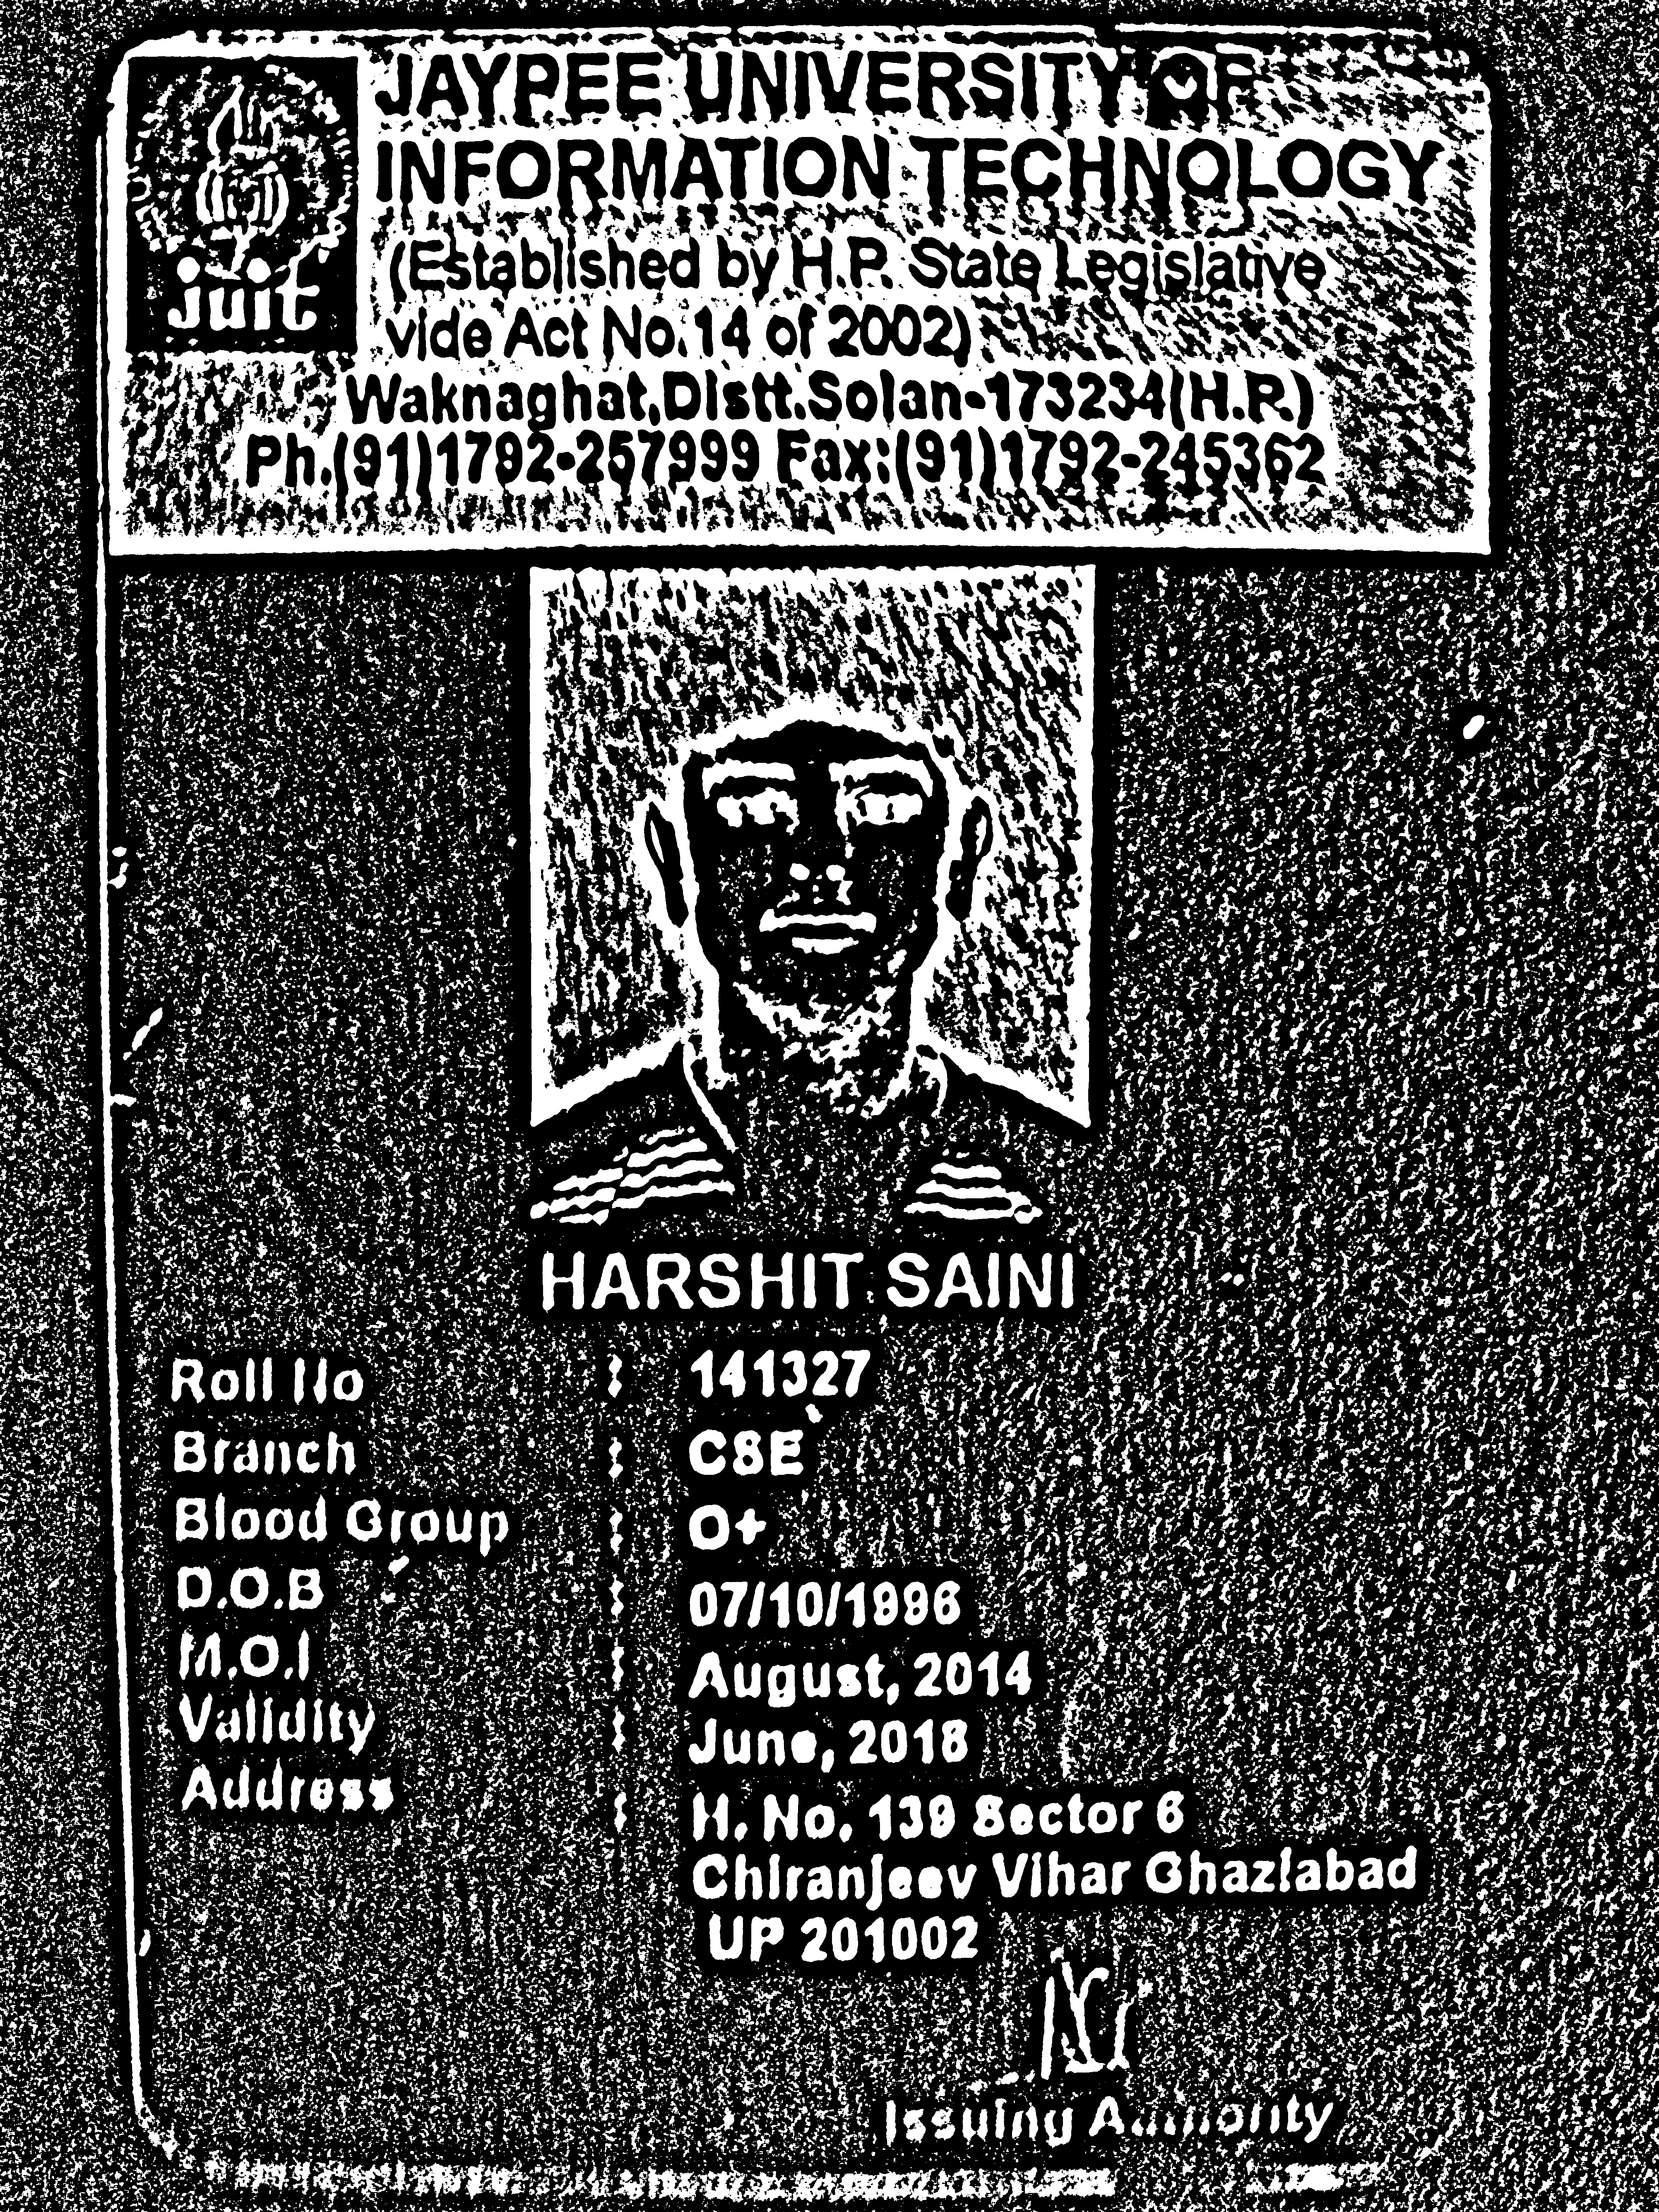 JAYPEE UNIVERSITY OF
INFORMATION TECHNOLOGY
(Established by H.P. State Legislative
vide Act No.14 of 2002)
juit
Waknaghat,Distt.Solan-173234(H.P.)
Ph.(91)1792-257999 Fax:(91)1792-245362
HARSHIT SAINI
Roll No : 141327
Branch : CSE
Blood Group : O+
D.O.B : 07/10/1996
M.O.I : August, 2014
Validity : June, 2018
Address : H. No. 139 Sector 6
Chiranjeev Vihar Ghaziabad
UP 201002
Issuing Authority